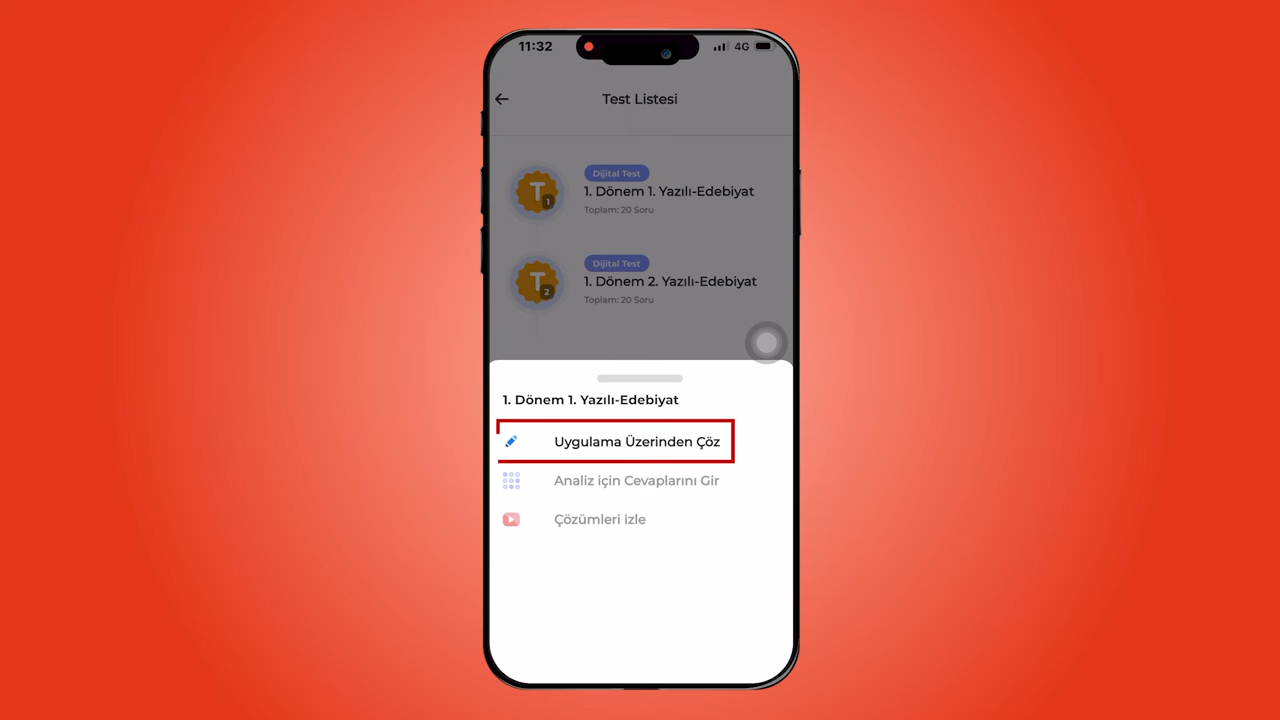 11:32
4G
Test Listesi
Dijital Test
T
1
1. Dönem 1. Yazılı-Edebiyat
Toplam: 20 Soru
Dijital Test
T
2
1. Dönem 2. Yazılı-Edebiyat
Toplam: 20 Soru
1. Dönem 1. Yazılı-Edebiyat
Uygulama Üzerinden Çöz
Analiz için Cevaplarını Gir
Çözümleri izle